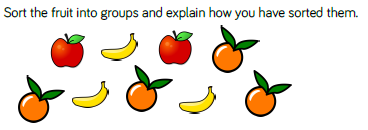 Sort the fruit into groups and explain how you have sorted them.